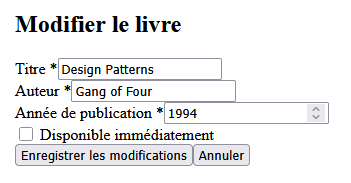 Modifier le livre
Titre * Design Patterns
Auteur * Gang of Four
Année de publication * 1994
Disponible immédiatement
Enregistrer les modifications Annuler